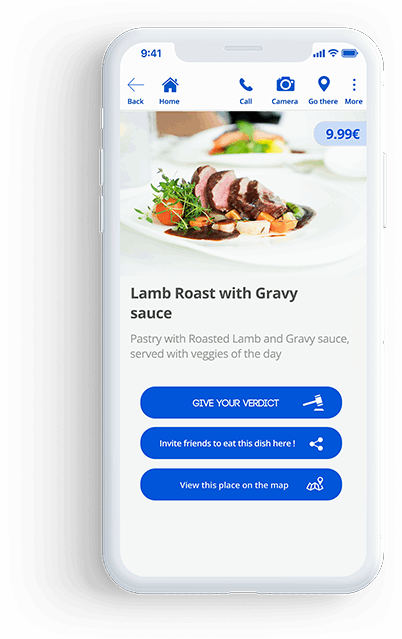 9:41
Back Home Call Camera Go there More
9.99€
Lamb Roast with Gravy
sauce
Pastry with Roasted Lamb and Gravy sauce,
served with veggies of the day
GIVE YOUR VERDICT
Invite friends to eat this dish here !
View this place on the map